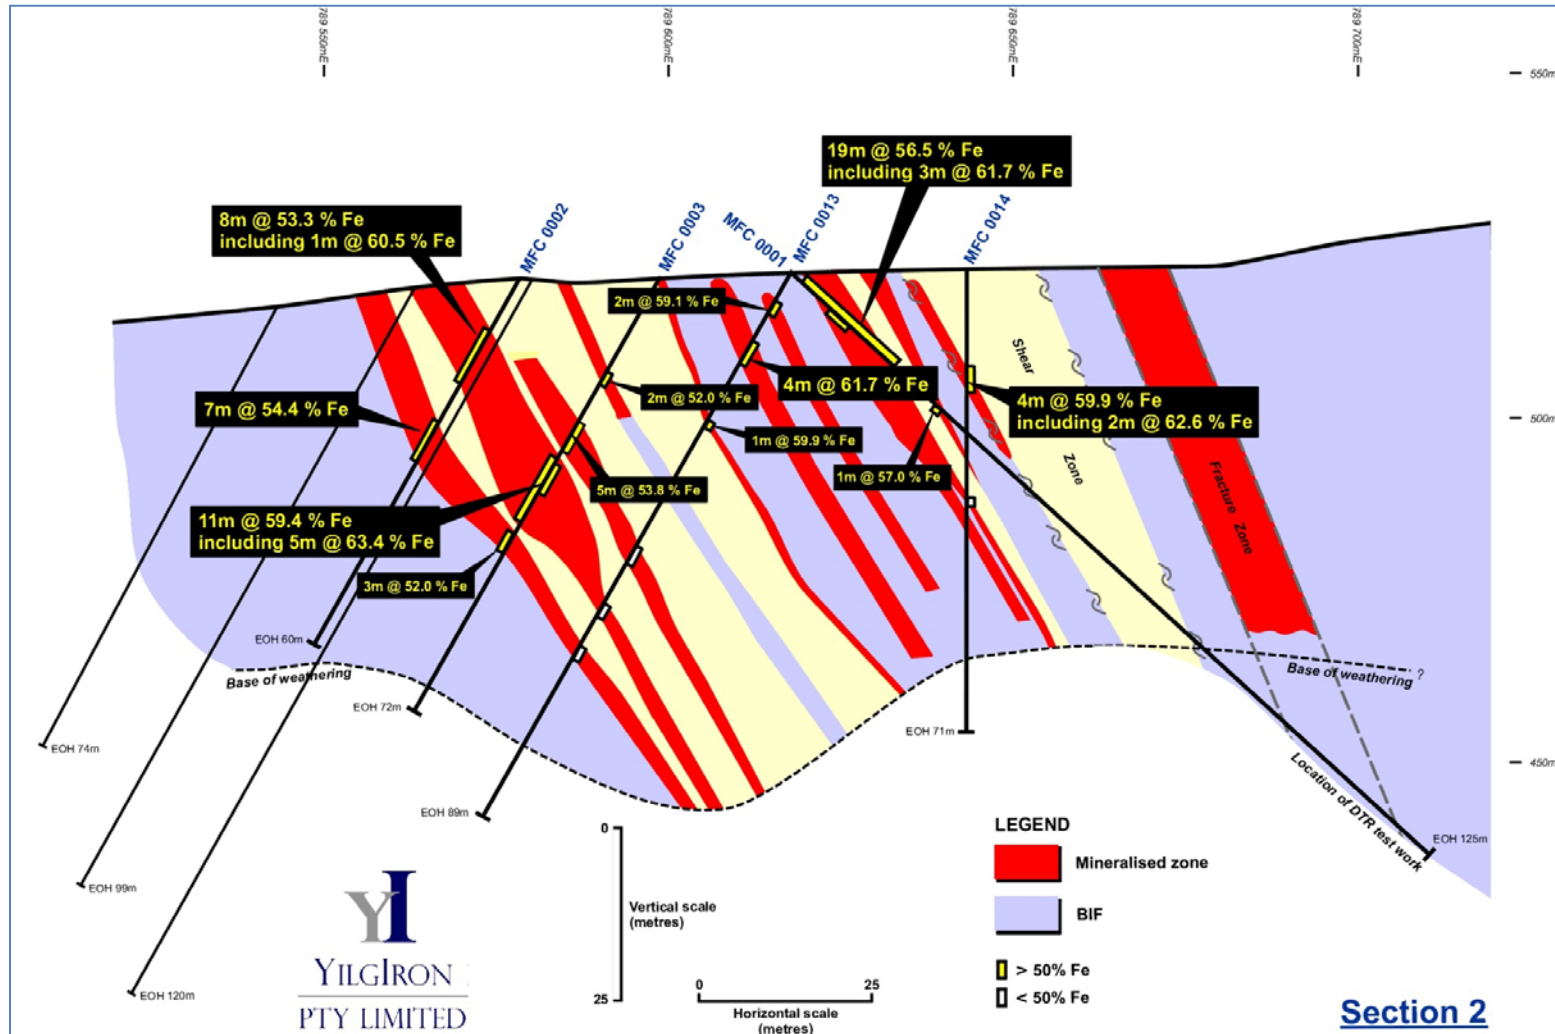 789 550mE
789 600mE
789 650mE
789 700mE
550m
19m @ 56.5 % Fe
including 3m @ 61.7 % Fe
8m @ 53.3 % Fe
including 1m @ 60.5 % Fe
MFC 0002
MFC 0003
MFC 0001
MFC 0013
MFC 0014
2m @ 59.1 % Fe
Shear
Zone
4m @ 61.7 % Fe
2m @ 52.0 % Fe
7m @ 54.4 % Fe
4m @ 59.9 % Fe
including 2m @ 62.6 % Fe
500m
1m @ 59.9 % Fe
1m @ 57.0 % Fe
5m @ 53.8 % Fe
Fracture Zone
11m @ 59.4 % Fe
including 5m @ 63.4 % Fe
3m @ 52.0 % Fe
EOH 60m
Base of weathering
Base of weathering ?
EOH 72m
EOH 71m
EOH 74m
450m
Location of DTR test work
EOH 89m
EOH 125m
EOH 99m
EOH 120m
0
Vertical scale
(metres)
25
0 25
Horizontal scale
(metres)
LEGEND
Mineralised zone
BIF
> 50% Fe
< 50% Fe
YI
YILGIRON
PTY LIMITED
Section 2